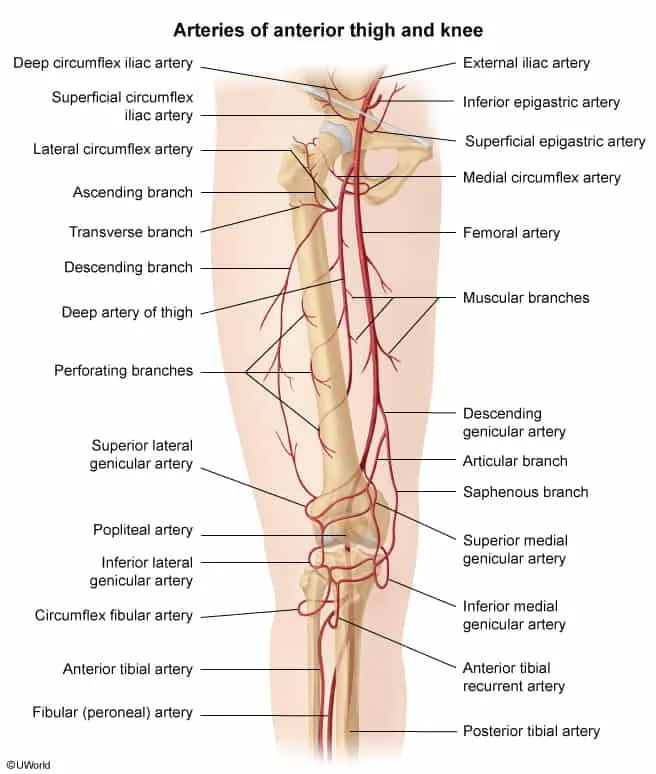 Arteries of anterior thigh and knee
Deep circumflex iliac artery
Superficial circumflex
iliac artery
Lateral circumflex artery
Ascending branch
Transverse branch
Descending branch
Deep artery of thigh
Perforating branches
Superior lateral
genicular artery
Popliteal artery
Inferior lateral
genicular artery
Circumflex fibular artery
Anterior tibial artery
Fibular (peroneal) artery
External iliac artery
Inferior epigastric artery
Superficial epigastric artery
Medial circumflex artery
Femoral artery
Muscular branches
Descending
genicular artery
Articular branch
Saphenous branch
Superior medial
genicular artery
Inferior medial
genicular artery
Anterior tibial
recurrent artery
Posterior tibial artery
©UWorld